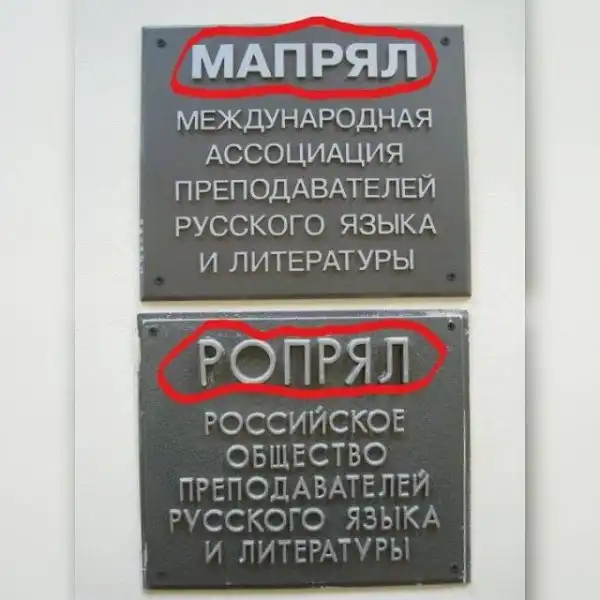 МАПРЯЛ
МЕЖДУНАРОДНАЯ
АССОЦИАЦИЯ
ПРЕПОДАВАТЕЛЕЙ
РУССКОГО ЯЗЫКА
И ЛИТЕРАТУРЫ
РОПРЯЛ
РОССИЙСКОЕ
ОБЩЕСТВО
ПРЕПОДАВАТЕЛЕЙ
РУССКОГО ЯЗЫКА
И ЛИТЕРАТУРЫ